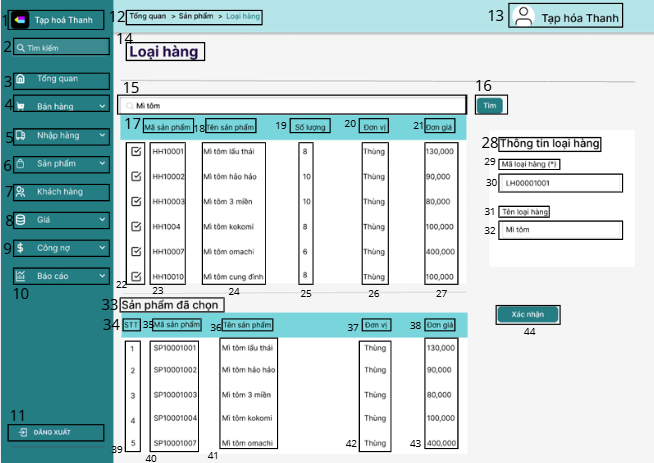 1 Tạp hoá Thanh
12 Tổng quan > Sản phẩm > Loại hàng
13 Tạp hóa Thanh
2 Tìm kiếm
14
Loại hàng
3 Tổng quan
15
16
4 Bán hàng
Mì tôm
Tìm
5 Nhập hàng
6 Sản phẩm
7 Khách hàng
8 Giá
9 Công nợ
Báo cáo
10
11
ĐĂNG XUẤT
17 Mã sản phẩm 18 Tên sản phẩm 19 Số lượng 20 Đơn vị 21 Đơn giá
HH10001 Mì tôm lấu thái 8 Thùng 130,000
HH10002 Mì tôm hảo hảo 10 Thùng 90,000
HH10003 Mì tôm 3 miền 10 Thùng 80,000
HH1004 Mì tôm kokomi 8 Thùng 100,000
HH10007 Mì tôm omachi 6 Thùng 400,000
HH10010 Mì tôm cung đình 8 Thùng 100,000
22 23 24 25 26 27
28 Thông tin loại hàng
29 Mã loại hàng (*)
30 LH00001001
31 Tên loại hàng
32 Mì tôm
33 Sản phẩm đã chọn
Xác nhận
44
34 STT 35 Mã sản phẩm 36 Tên sản phẩm 37 Đơn vị 38 Đơn giá
1 SP10001001 Mì tôm lấu thái Thùng 130,000
2 SP10001002 Mì tôm hảo hảo Thùng 90,000
3 SP10001003 Mì tôm 3 miền Thùng 80,000
4 SP10001004 Mì tôm kokomi Thùng 100,000
5 SP10001007 Mì tôm omachi Thùng 400,000
39 40 41 42 43